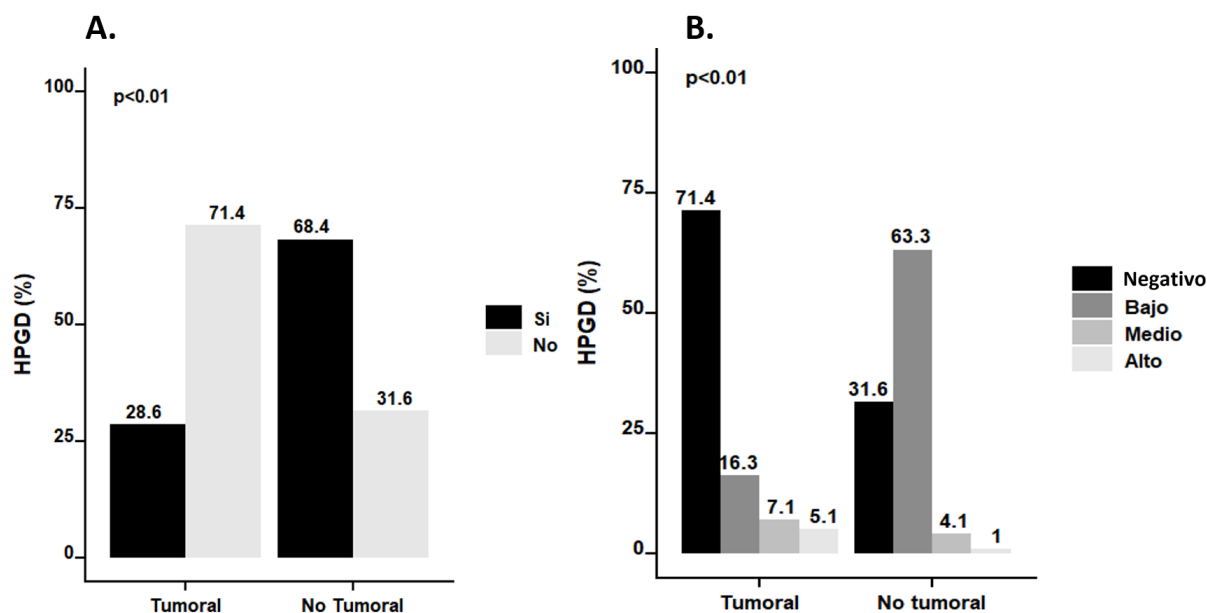 A.
p<0.01
HPGD (%)
100
75
50
25
0
28.6
71.4
68.4
31.6
Tumoral
No Tumoral
Si
No
B.
p<0.01
HPGD (%)
100
75
50
25
0
71.4
16.3
7.1
5.1
31.6
63.3
4.1
1
Tumoral
No tumoral
Negativo
Bajo
Medio
Alto